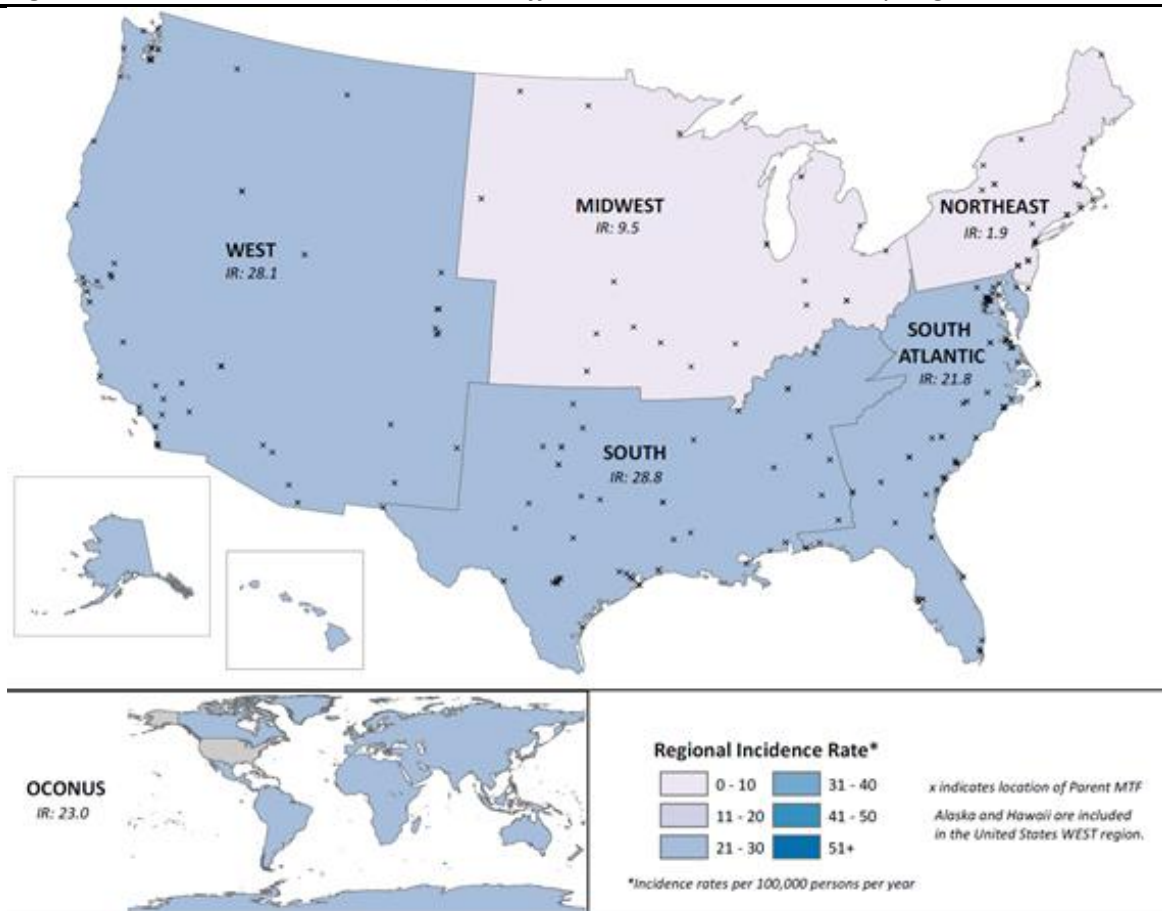 WEST
IR: 28.1
MIDWEST
IR: 9.5
NORTHEAST
IR: 1.9
SOUTH
ATLANTIC
IR: 21.8
SOUTH
IR: 28.8
OCONUS
IR: 23.0
Regional Incidence Rate*
0 - 10
31 - 40
11 - 20
41 - 50
21 - 30
51+
x indicates location of Parent MTF
Alaska and Hawaii are included
in the United States WEST region.
*Incidence rates per 100,000 persons per year